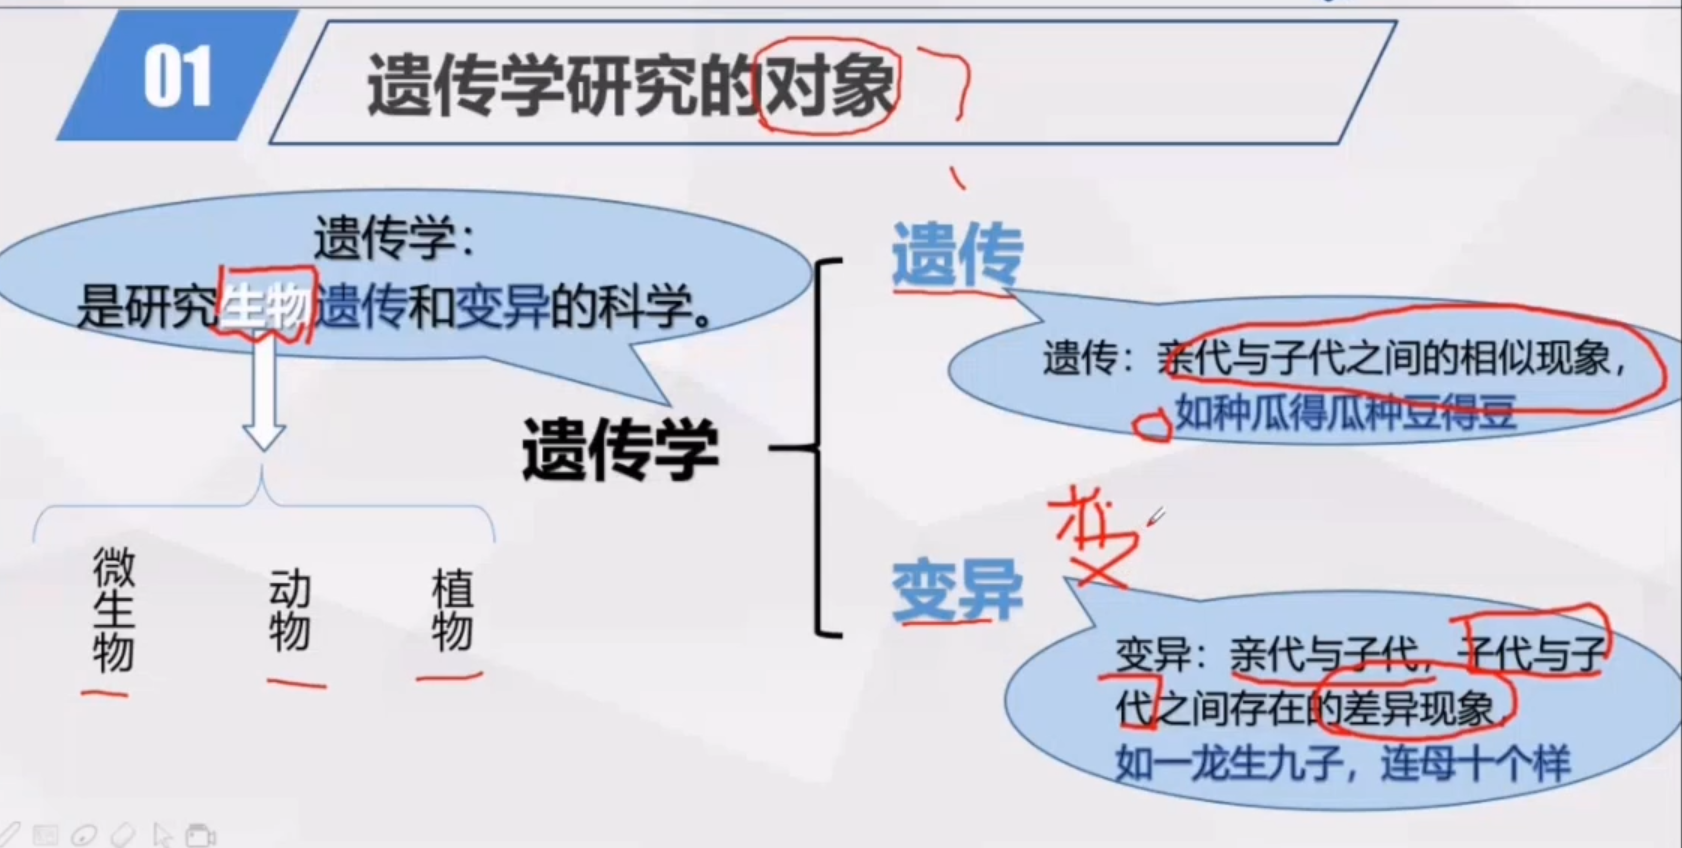 01
遗传学研究的对象
遗传学：
是研究生物遗传和变异的科学。
微生物
动物
植物
遗传学
遗传
遗传：亲代与子代之间的相似现象，
如种瓜得瓜种豆得豆
变
变异
变异：亲代与子代，子代与子
代之间存在的差异现象，
如一龙生九子，连母十个样